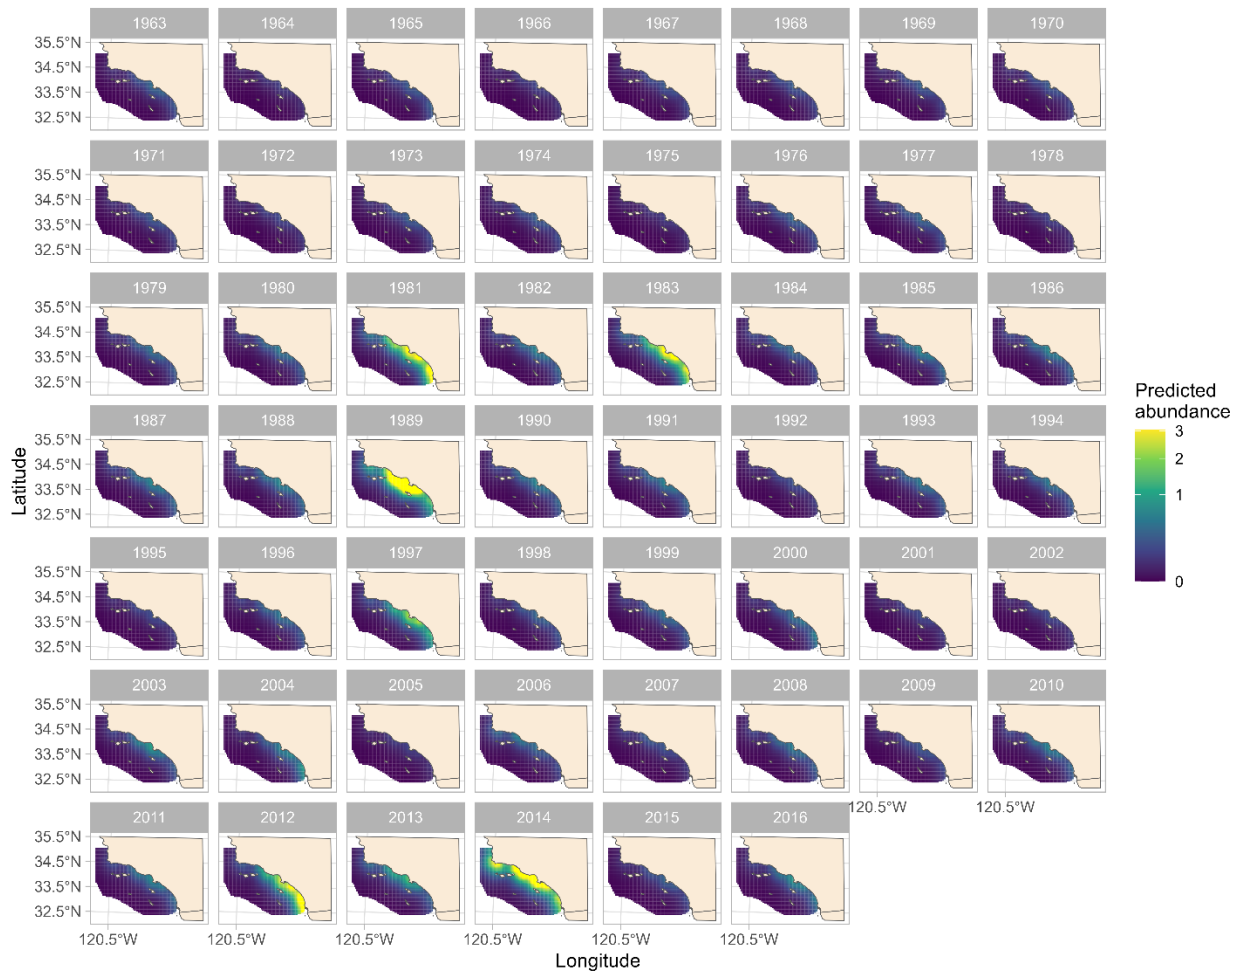 1963 1964 1965 1966 1967 1968 1969 1970
35.5°N
34.5°N
33.5°N
32.5°N
1971 1972 1973 1974 1975 1976 1977 1978
35.5°N
34.5°N
33.5°N
32.5°N
1979 1980 1981 1982 1983 1984 1985 1986
35.5°N
34.5°N
33.5°N
32.5°N
1987 1988 1989 1990 1991 1992 1993 1994
35.5°N
34.5°N
33.5°N
32.5°N
1995 1996 1997 1998 1999 2000 2001 2002
35.5°N
34.5°N
33.5°N
32.5°N
2003 2004 2005 2006 2007 2008 2009 2010
35.5°N
34.5°N
33.5°N
32.5°N
120.5°W 120.5°W
2011 2012 2013 2014 2015 2016
35.5°N
34.5°N
33.5°N
32.5°N
120.5°W 120.5°W 120.5°W 120.5°W 120.5°W 120.5°W
Longitude
Latitude
Predicted
abundance
3
2
1
0